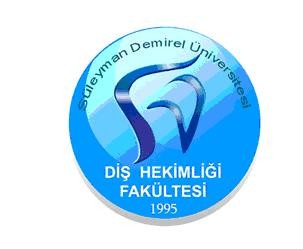 Süleyman Demirel Üniversitesi
DİŞ HEKİMLİĞİ
FAKÜLTESİ
1995